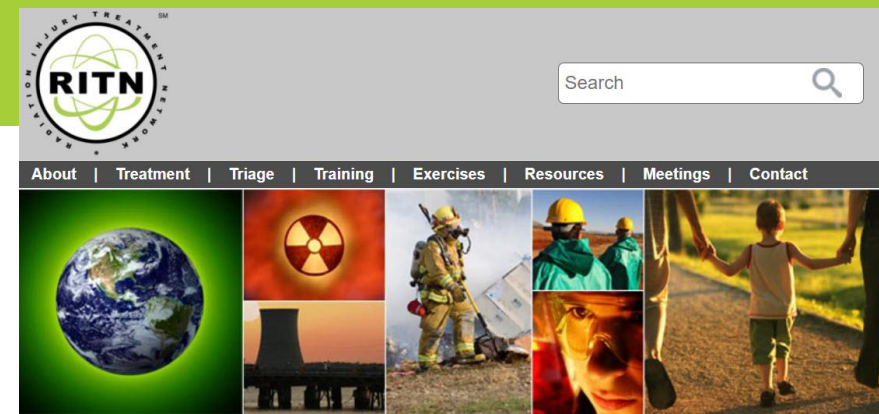 RADIATION INJURY TREATMENT NETWORK
SM
RITN
Search
About | Treatment | Triage | Training | Exercises | Resources | Meetings | Contact